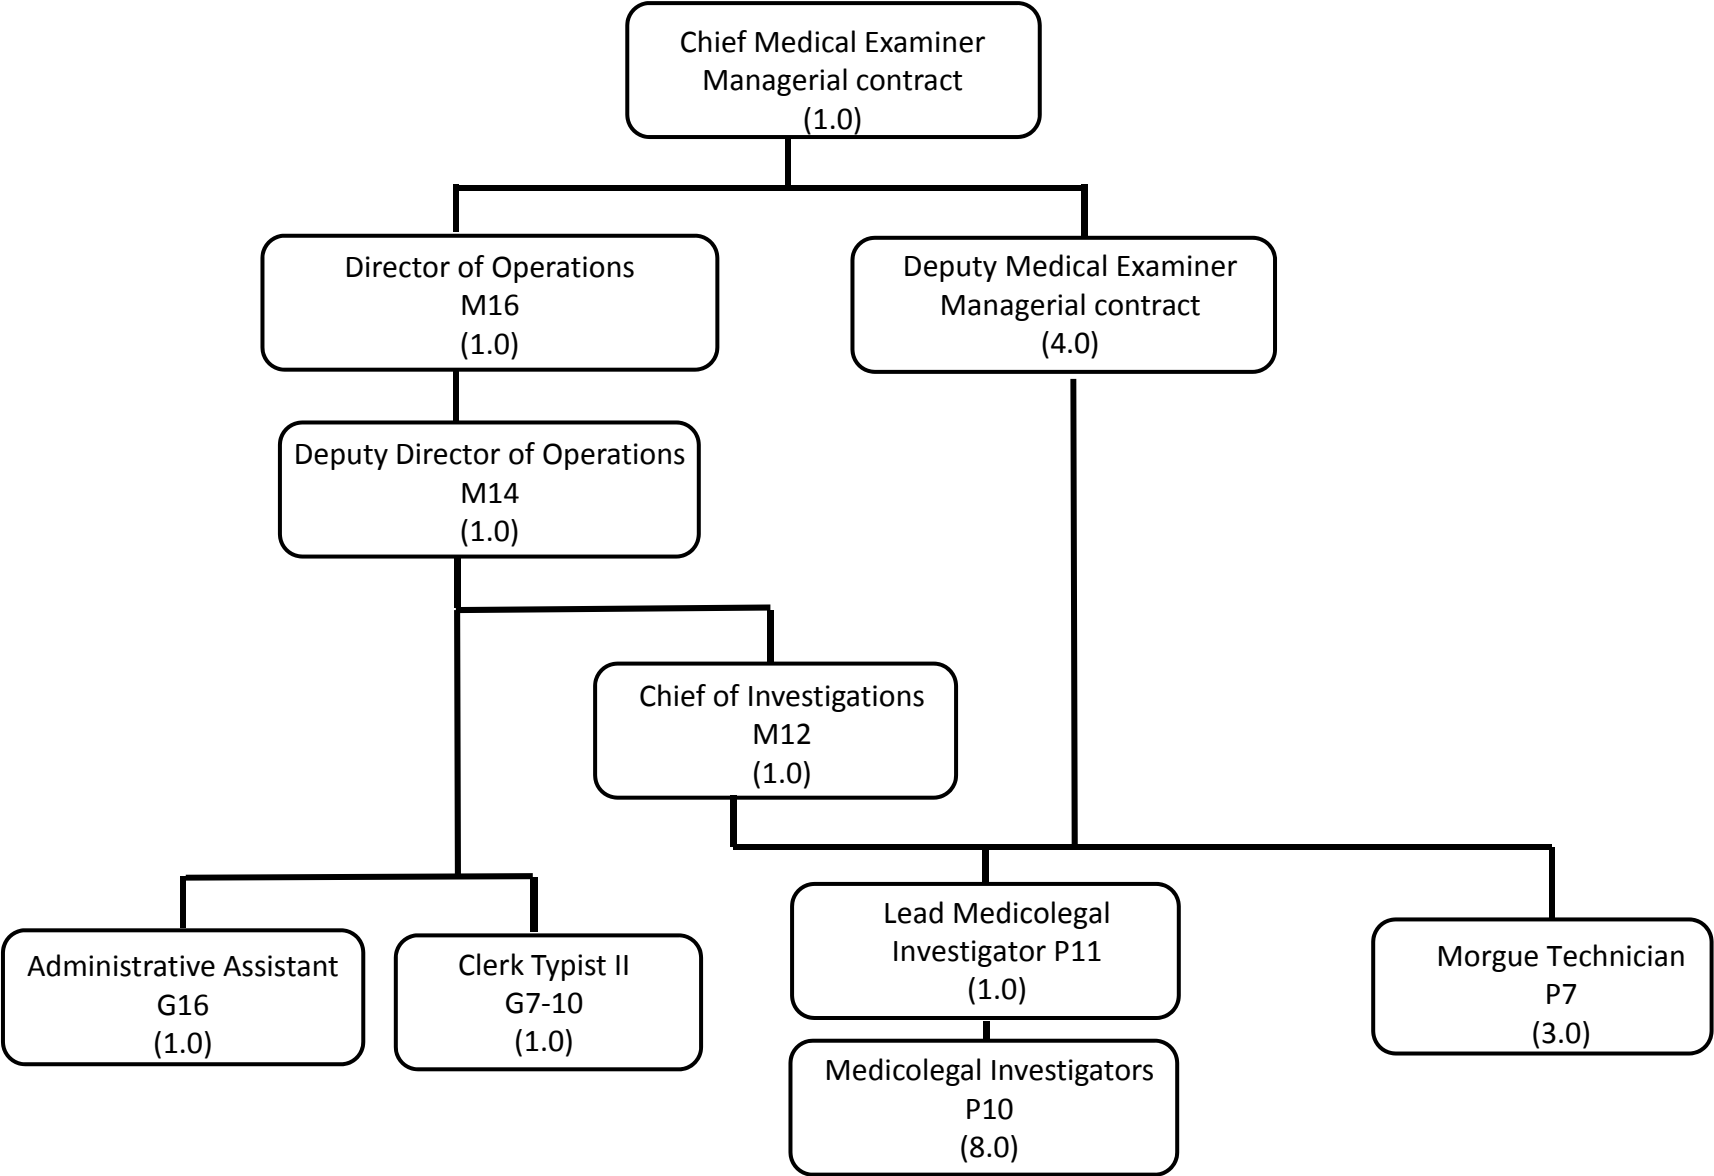 Chief Medical Examiner
Managerial contract
(1.0)
Director of Operations
M16
(1.0)
Deputy Medical Examiner
Managerial contract
(4.0)
Deputy Director of Operations
M14
(1.0)
Chief of Investigations
M12
(1.0)
Administrative Assistant
G16
(1.0)
Clerk Typist II
G7-10
(1.0)
Lead Medicolegal
Investigator P11
(1.0)
Morgue Technician
P7
(3.0)
Medicolegal Investigators
P10
(8.0)